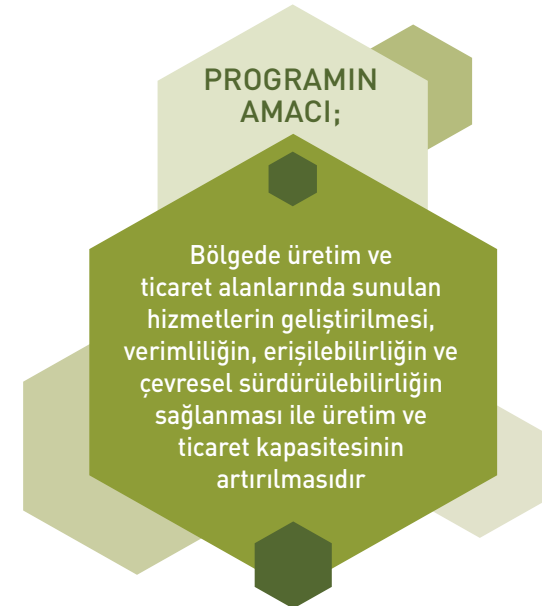 PROGRAMIN
AMACI;
Bölgede üretim ve
ticaret alanlarında sunulan
hizmetlerin geliştirilmesi,
verimliliğin, erişilebilirliğin ve
çevresel sürdürülebilirliğin
sağlanması ile üretim ve
ticaret kapasitesinin
artırılmasıdır